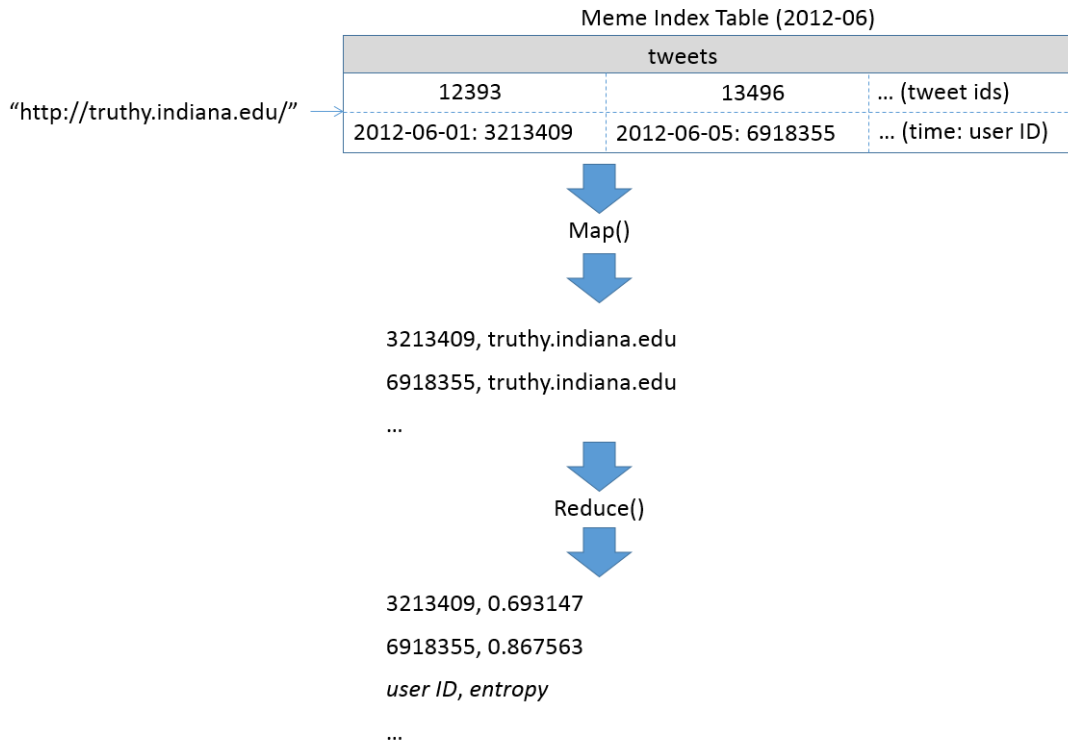 Meme Index Table (2012-06)
tweets
12393 13496 ... (tweet ids)
“http://truthy.indiana.edu/”
2012-06-01: 3213409 2012-06-05: 6918355 ... (time: user ID)
Map()
3213409, truthy.indiana.edu
6918355, truthy.indiana.edu
...
Reduce()
3213409, 0.693147
6918355, 0.867563
user ID, entropy
...